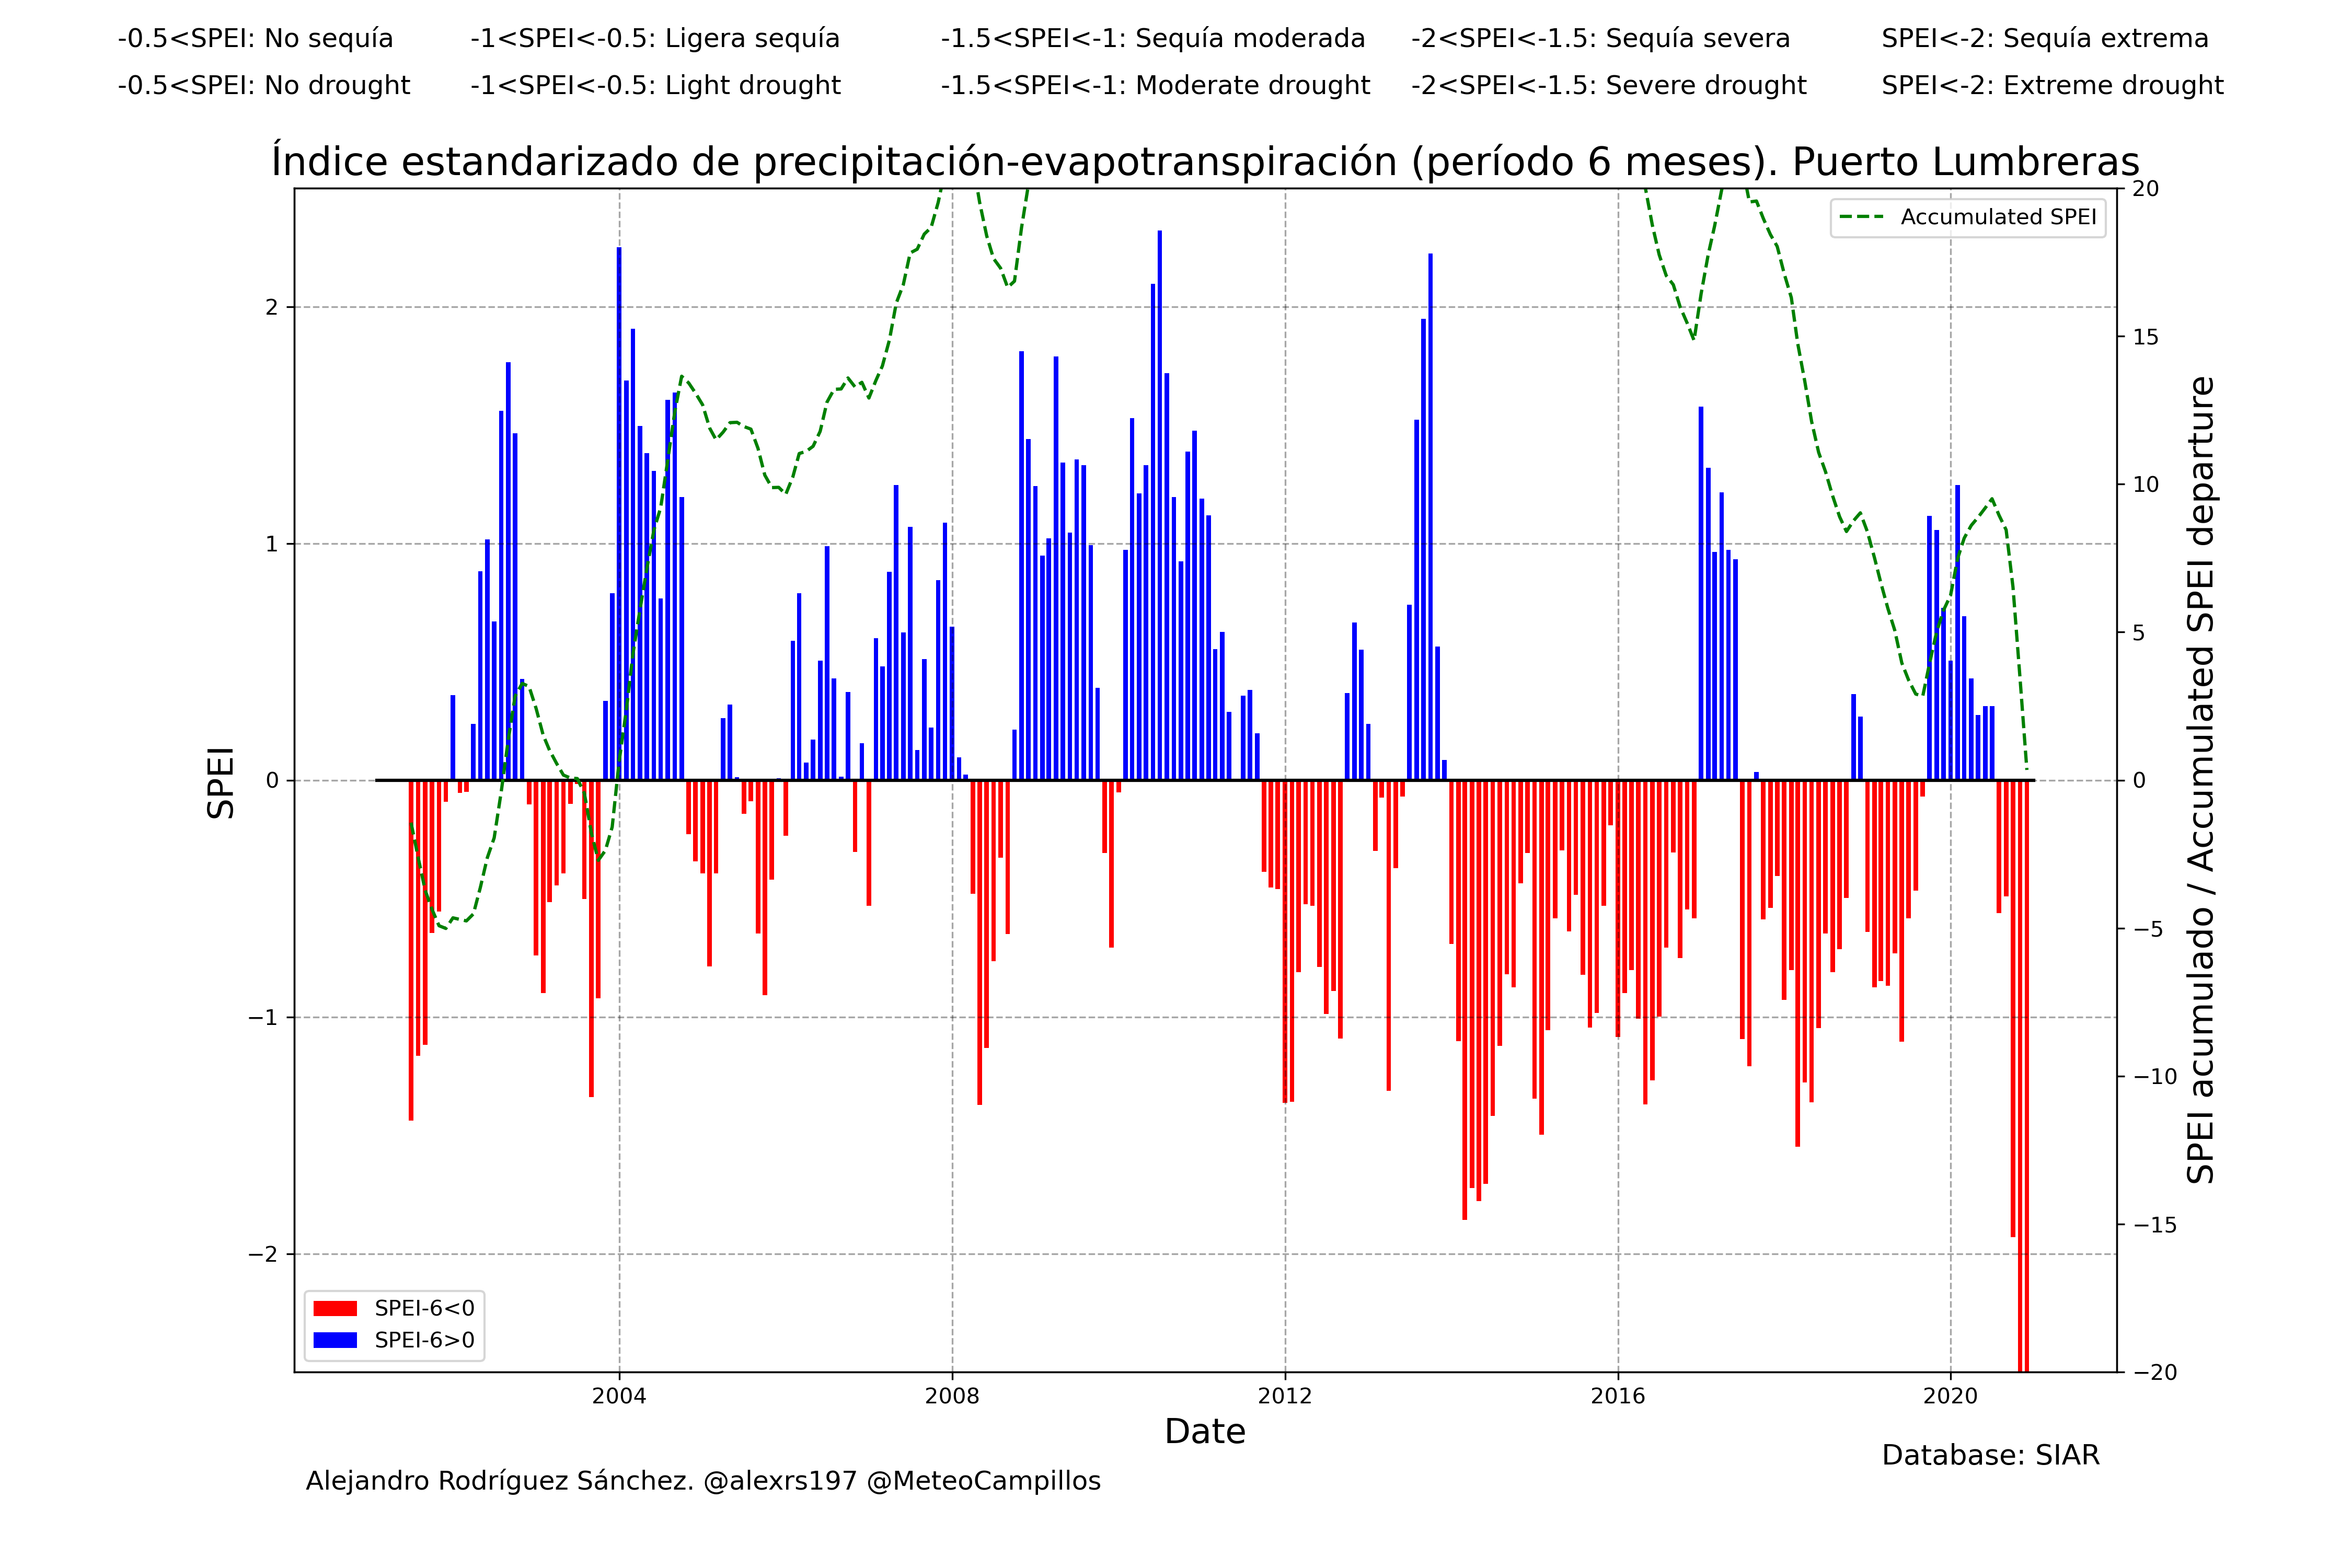 -0.5<SPEI: No sequía
-1<SPEI<-0.5: Ligera sequía
-1.5<SPEI<-1: Sequía moderada
-2<SPEI<-1.5: Sequía severa
SPEI<-2: Sequía extrema
-0.5<SPEI: No drought
-1<SPEI<-0.5: Light drought
-1.5<SPEI<-1: Moderate drought
-2<SPEI<-1.5: Severe drought
SPEI<-2: Extreme drought
Índice estandarizado de precipitación-evapotranspiración (período 6 meses). Puerto Lumbreras
SPEI
2
1
0
−1
−2
Accumulated SPEI
20
15
10
5
0
−5
−10
−15
−20
SPEI acumulado / Accumulated SPEI departure
SPEI-6<0
SPEI-6>0
2004
2008
2012
2016
2020
Date
Database: SIAR
Alejandro Rodríguez Sánchez. @alexrs197 @MeteoCampillos